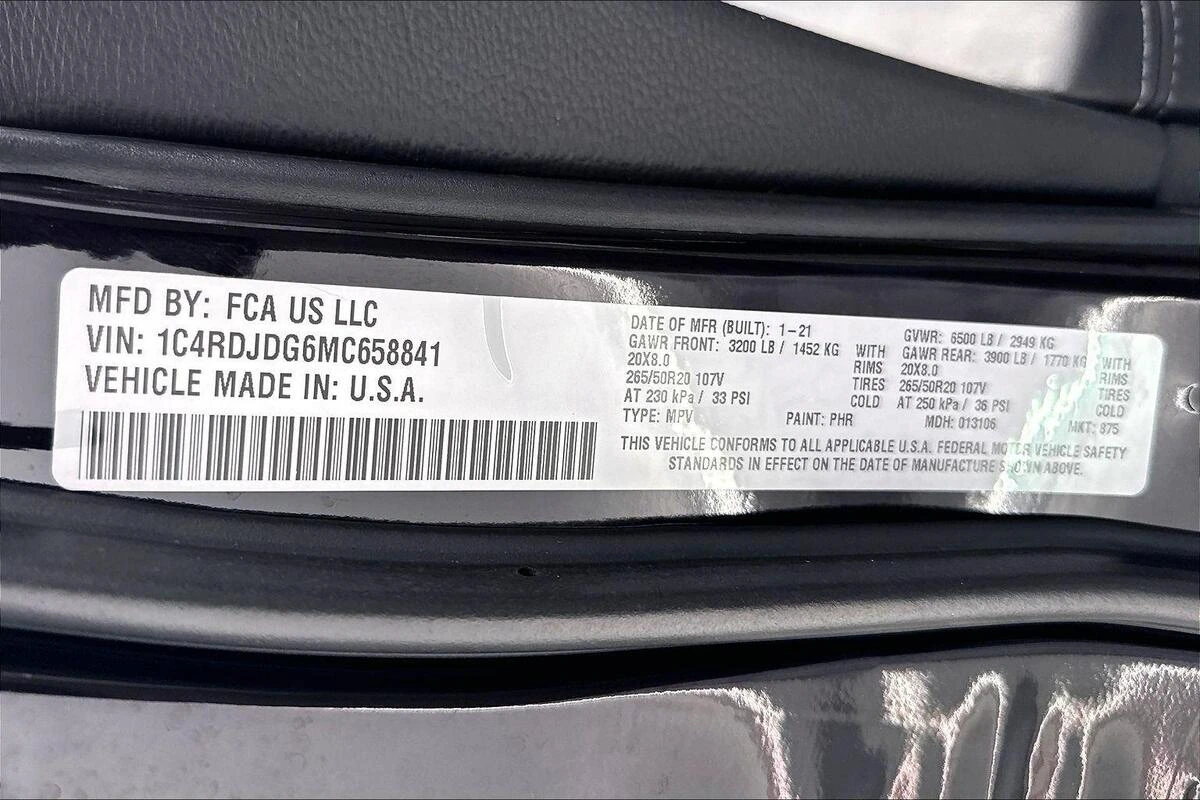 MFD BY: FCA US LLC
VIN: 1C4RDJDG6MC658841
VEHICLE MADE IN: U.S.A.
DATE OF MFR (BUILT): 1-21 GVWR: 6500 LB / 2949 KG
GAWR FRONT: 3200 LB / 1452 KG WITH GAWR REAR: 3900 LB / 1770 KG WITH
20X8.0 RIMS 20X8.0 RIMS
265/50R20 107V TIRES 265/50R20 107V TIRES
AT 230 kPa / 33 PSI COLD AT 250 kPa / 36 PSI COLD
TYPE: MPV PAINT: PHR MDH: 013106 MKT: 875
THIS VEHICLE CONFORMS TO ALL APPLICABLE U.S.A. FEDERAL MOTOR VEHICLE SAFETY
STANDARDS IN EFFECT ON THE DATE OF MANUFACTURE SHOWN ABOVE.